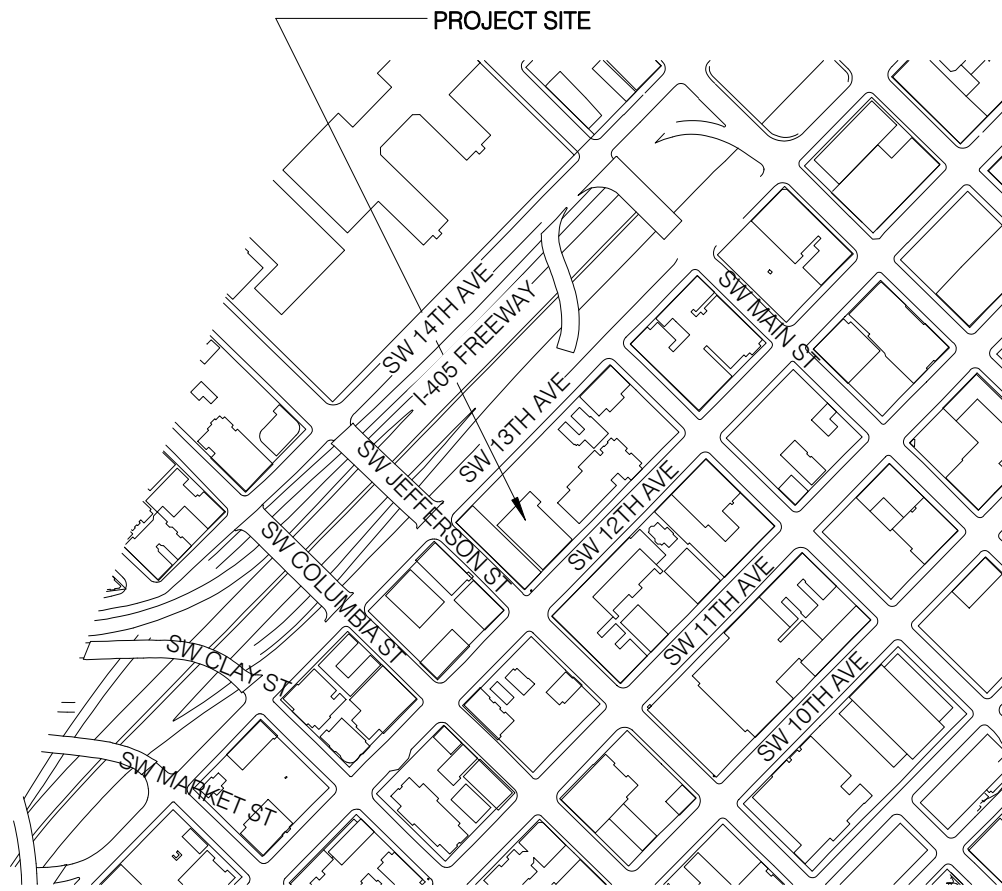 PROJECT SITE
SW MAIN ST
SW 14TH AVE
I-405 FREEWAY
SW 13TH AVE
SW JEFFERSON ST
SW 12TH AVE
SW COLUMBIA ST
SW 11TH AVE
SW CLAY ST
SW 10TH AVE
SW MARKET ST